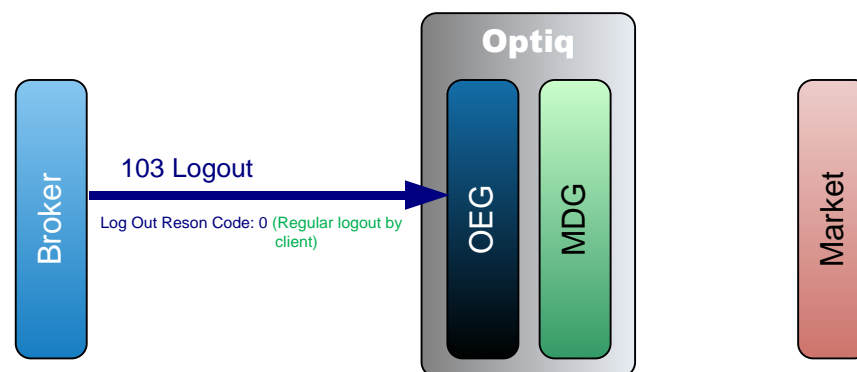 Optiq
103 Logout
Log Out Reson Code: 0 (Regular logout by
client)
Broker
OEG
MDG
Market